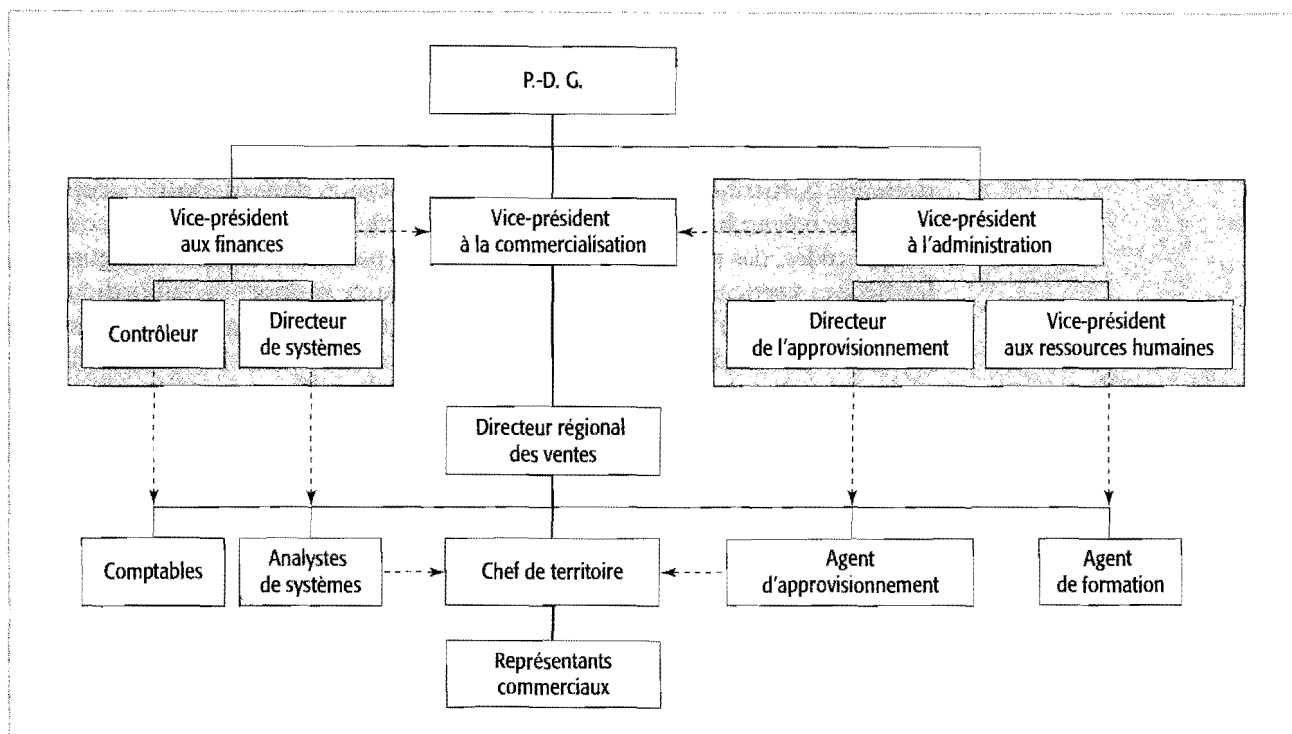 P.-D. G.
Vice-président
aux finances
Vice-président
à la commercialisation
Vice-président
à l'administration
Contrôleur
Directeur
de systèmes
Directeur
de l'approvisionnement
Vice-président
aux ressources humaines
Directeur régional
des ventes
Comptables
Analystes
de systèmes
Chef de territoire
Agent
d'approvisionnement
Agent
de formation
Représentants
commerciaux